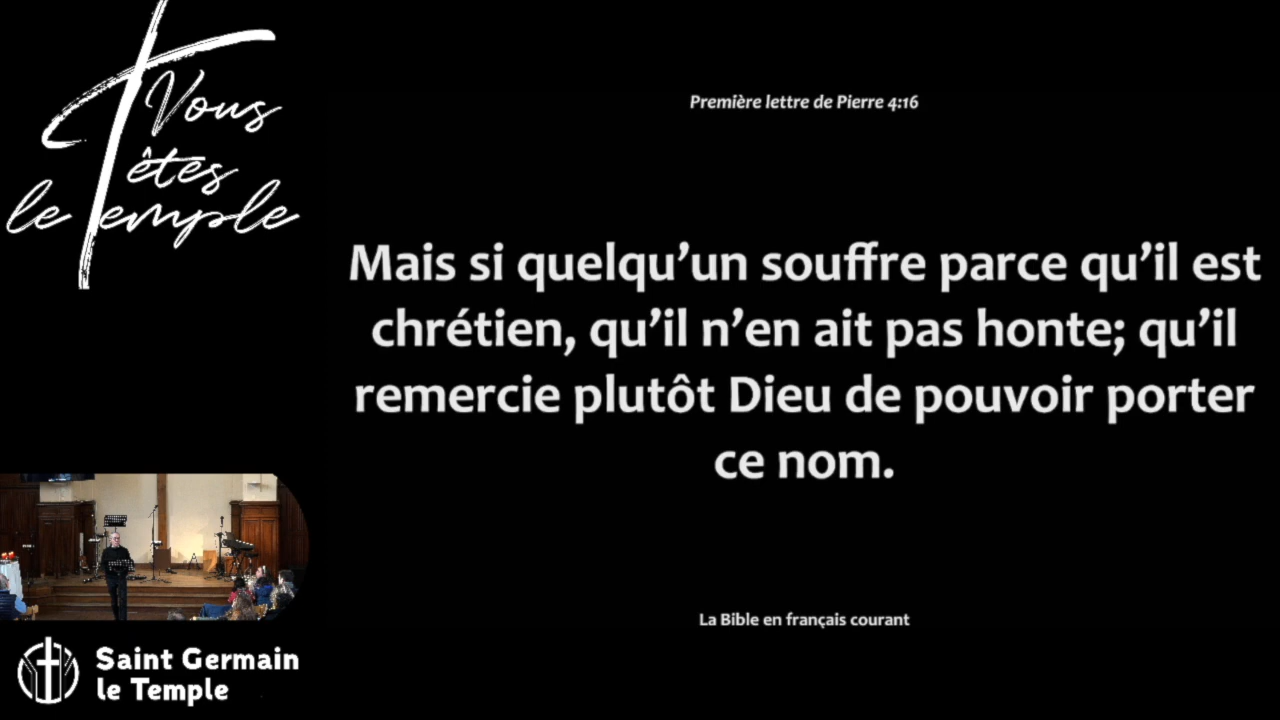 Vous
êtes
le Temple
Première lettre de Pierre 4:16
Mais si quelqu’un souffre parce qu’il est
chrétien, qu’il n’en ait pas honte; qu’il
remercie plutôt Dieu de pouvoir porter
ce nom.
La Bible en français courant
Saint Germain
le Temple